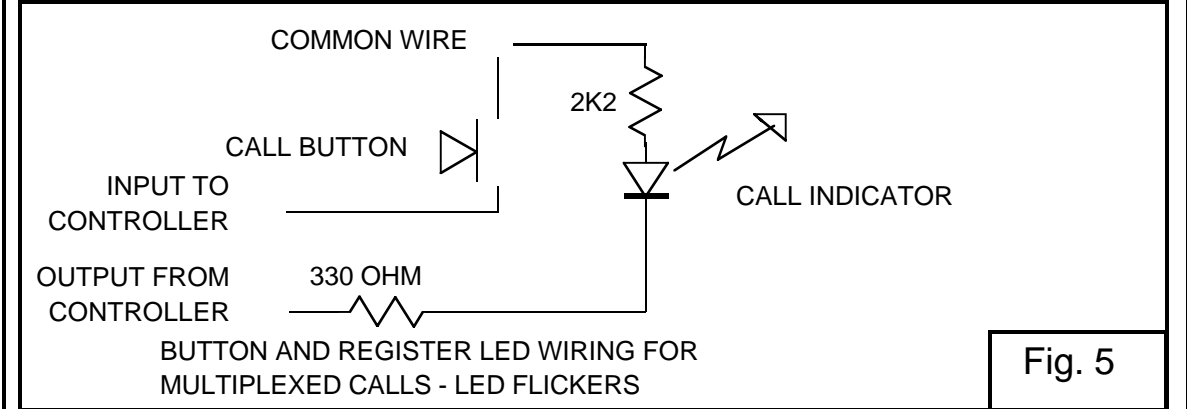 COMMON WIRE
2K2
CALL BUTTON
INPUT TO
CONTROLLER
CALL INDICATOR
OUTPUT FROM
CONTROLLER
330 OHM
BUTTON AND REGISTER LED WIRING FOR
MULTIPLEXED CALLS - LED FLICKERS
Fig. 5